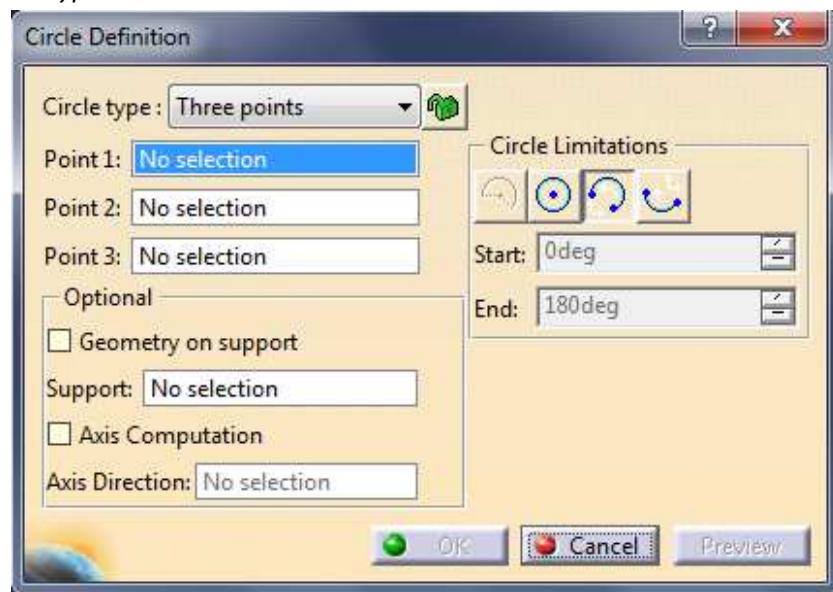 Circle Definition
?
X
Circle type : Three points
Point 1: No selection
Point 2: No selection
Point 3: No selection
Circle Limitations
Start: 0deg
End: 180deg
Optional
Geometry on support
Support: No selection
Axis Computation
Axis Direction: No selection
OK
Cancel
Preview